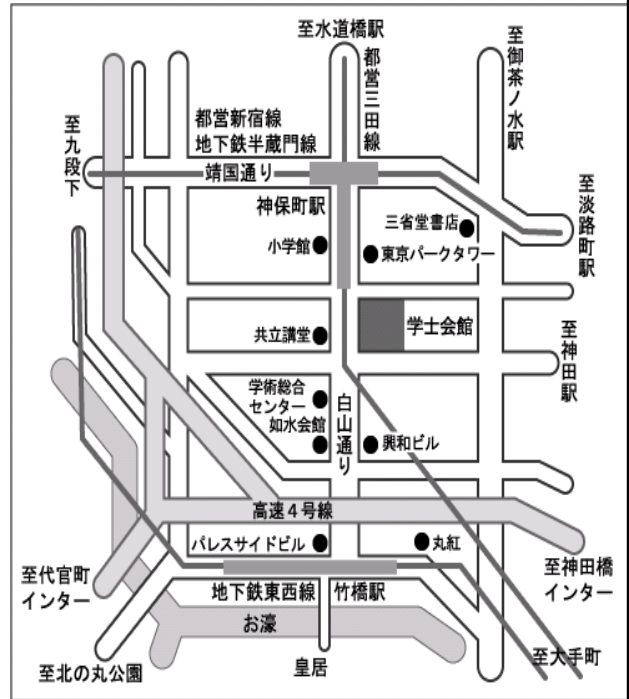 至水道橋駅
都営三田線
至御茶ノ水駅
都営新宿線
地下鉄半蔵門線
至九段下
靖国通り
神保町駅
三省堂書店
至淡路町駅
小学館
東京パークタワー
共立講堂
学士会館
至神田駅
学術総合
センター
如水会館
白山通り
興和ビル
高速4号線
パレスサイドビル
丸紅
至代官町
インター
至神田橋
インター
地下鉄東西線
竹橋駅
お濠
皇居
至大手町
至北の丸公園